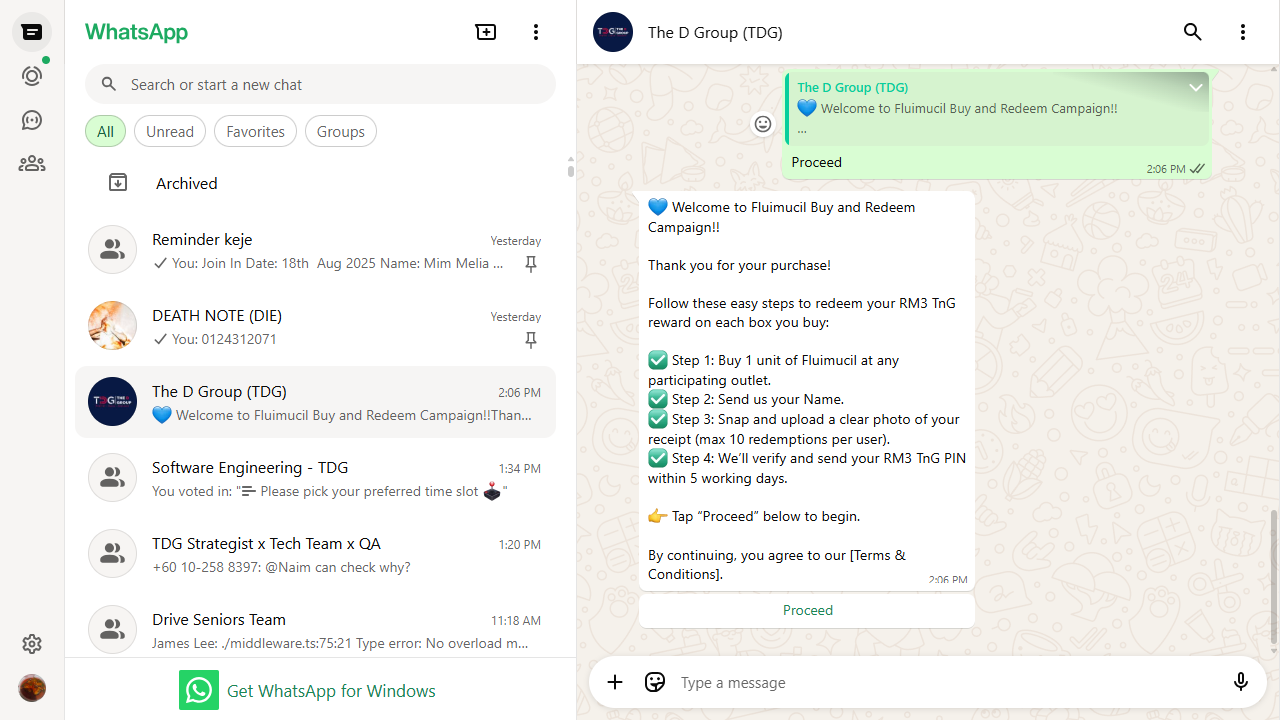 WhatsApp
Search or start a new chat
All
Unread
Favorites
Groups
Archived
Reminder keje
Yesterday
You: Join In Date: 18th  Aug 2025 Name: Mim Melia ...
DEATH NOTE (DIE)
Yesterday
You: 0124312071
TDG THE D GROUP
The D Group (TDG)
2:06 PM
💙 Welcome to Fluimucil Buy and Redeem Campaign!!Than...
Software Engineering - TDG
1:34 PM
You voted in: "Please pick your preferred time slot 🕹️"
TDG Strategist x Tech Team x QA
1:20 PM
+60 10-258 8397: @Naim can check why?
Drive Seniors Team
11:18 AM
James Lee: ./middleware.ts:75:21 Type error: No overload m...
Get WhatsApp for Windows
The D Group (TDG)
The D Group (TDG)
💙 Welcome to Fluimucil Buy and Redeem Campaign!!
...
Proceed
2:06 PM
💙 Welcome to Fluimucil Buy and Redeem
Campaign!!
Thank you for your purchase!
Follow these easy steps to redeem your RM3 TnG
reward on each box you buy:
✅ Step 1: Buy 1 unit of Fluimucil at any
participating outlet.
✅ Step 2: Send us your Name.
✅ Step 3: Snap and upload a clear photo of your
receipt (max 10 redemptions per user).
✅ Step 4: We’ll verify and send your RM3 TnG PIN
within 5 working days.
👉 Tap “Proceed” below to begin.
By continuing, you agree to our [Terms &
Conditions].
2:06 PM
Proceed
Type a message